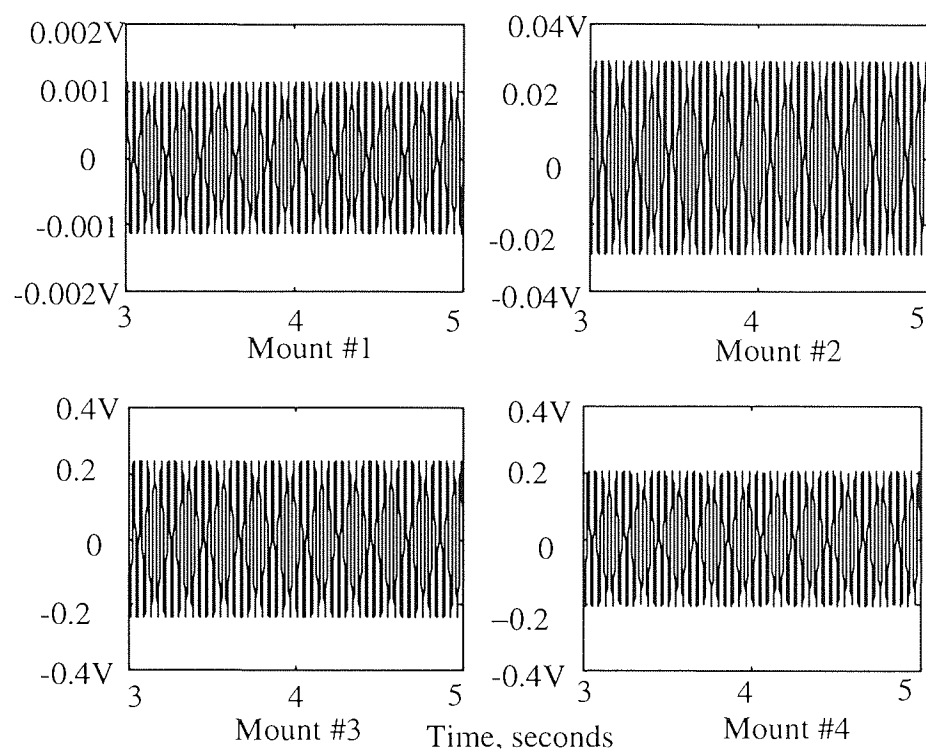 0.002V
0.001
0
-0.001
-0.002V
3 4 5
Mount #1
0.04V
0.02
0
-0.02
-0.04V
3 4 5
Mount #2
0.4V
0.2
0
-0.2
-0.4V
3 4 5
Mount #3
0.4V
0.2
0
–0.2
-0.4V
3 4 5
Mount #4
Time, seconds